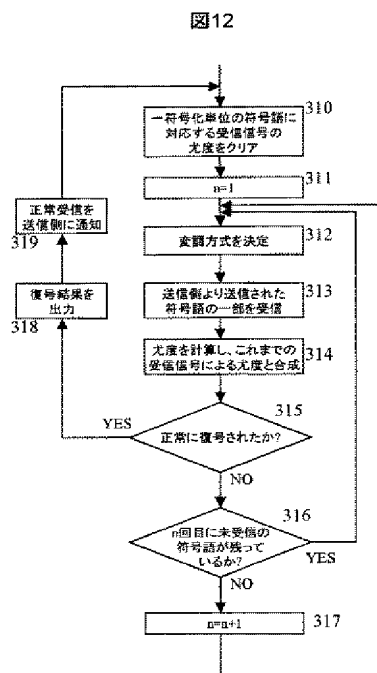 図12
310
一符号化単位の符号語に
対応する受信信号の
尤度をクリア
311
n=1
312
変調方式を決定
313
送信側より送信された
符号語の一部を受信
314
尤度を計算し、これまでの
受信信号による尤度と合成
315
正常に復号されたか?
YES
NO
318
復号結果を
出力
319
正常受信を
送信側に通知
316
n回目に未受信の
符号語が残って
いるか?
YES
NO
317
n=n+1